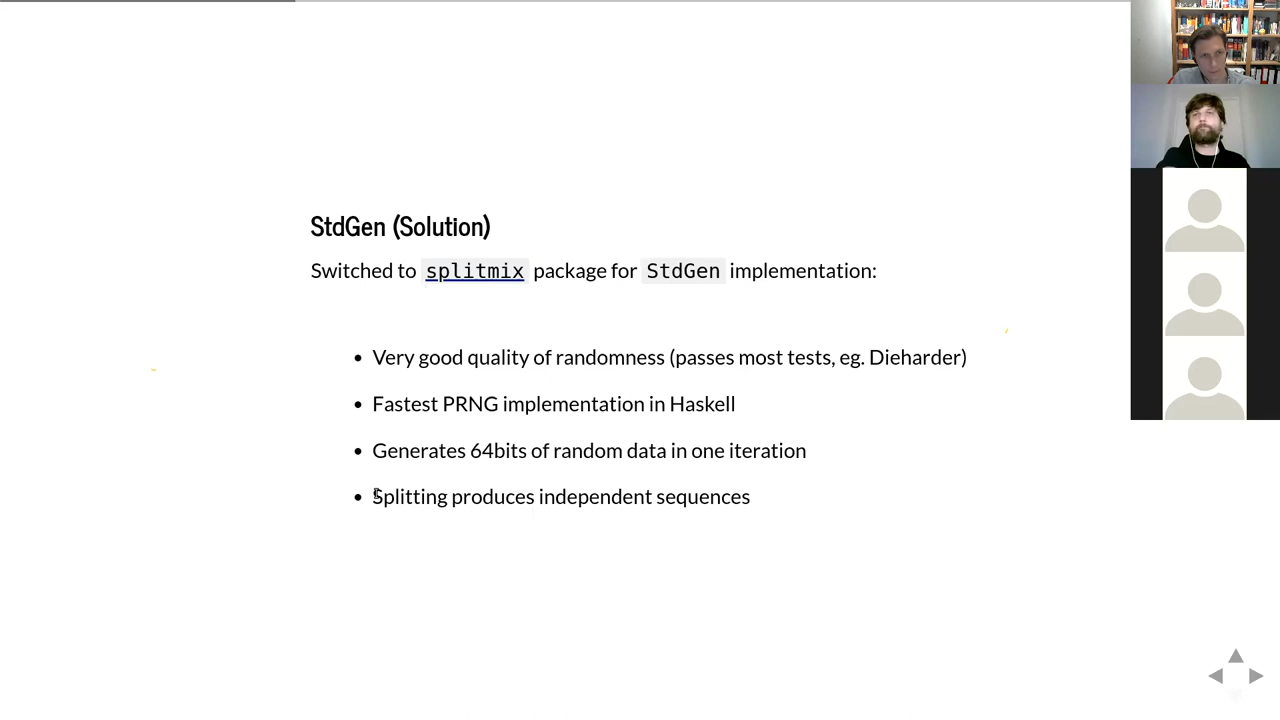 StdGen (Solution)
Switched to splitmix package for StdGen implementation:
• Very good quality of randomness (passes most tests, eg. Dieharder)
• Fastest PRNG implementation in Haskell
• Generates 64bits of random data in one iteration
• Splitting produces independent sequences